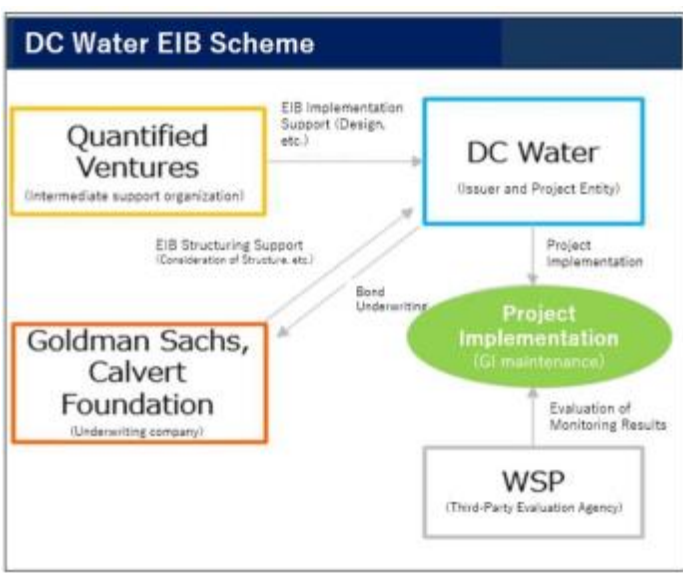 DC Water EIB Scheme
Quantified
Ventures
(Intermediate support organization)
EIB Implementation
Support (Design,
etc.)
DC Water
(Issuer and Project Entity)
EIB Structuring Support
(Consideration of Structure, etc.)
Bond
Underwriting
Project
Implementation
Goldman Sachs,
Calvert
Foundation
(Underwriting company)
Project
Implementation
(GI maintenance)
Evaluation of
Monitoring Results
WSP
(Third-Party Evaluation Agency)